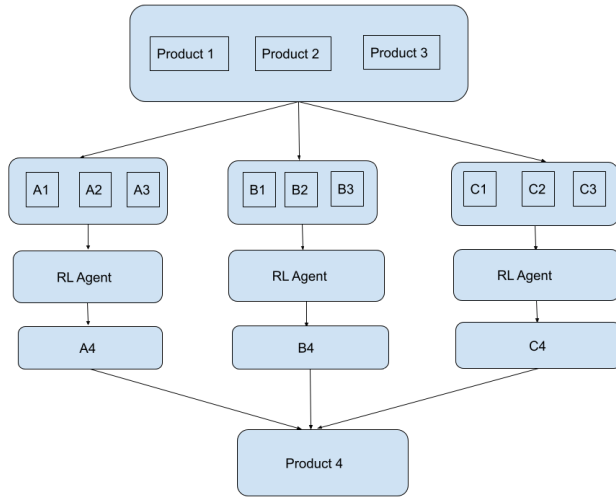 Product 1
Product 2
Product 3
A1
A2
A3
B1
B2
B3
C1
C2
C3
RL Agent
RL Agent
RL Agent
A4
B4
C4
Product 4